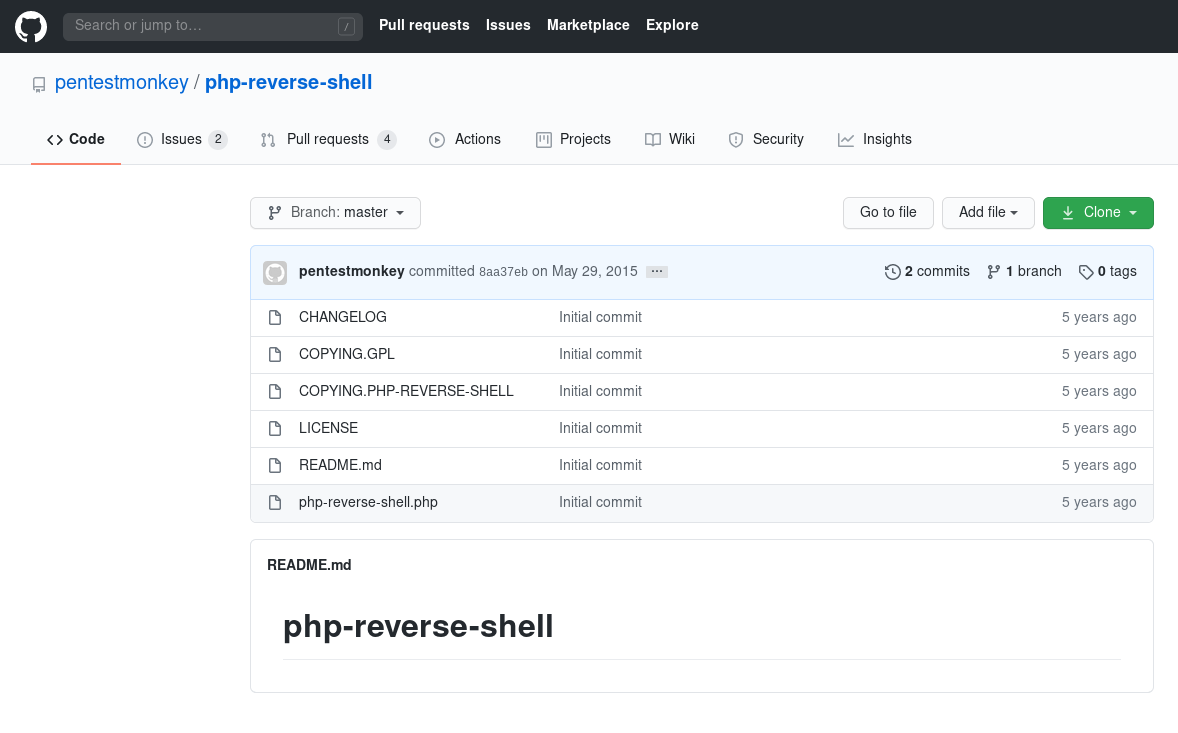 Search or jump to… /
Pull requests Issues Marketplace Explore
pentestmonkey / php-reverse-shell
Code Issues 2 Pull requests 4 Actions Projects Wiki Security Insights
Branch: master Go to file Add file Clone
pentestmonkey committed 8aa37eb on May 29, 2015 ... 2 commits 1 branch 0 tags
CHANGELOG Initial commit 5 years ago
COPYING.GPL Initial commit 5 years ago
COPYING.PHP-REVERSE-SHELL Initial commit 5 years ago
LICENSE Initial commit 5 years ago
README.md Initial commit 5 years ago
php-reverse-shell.php Initial commit 5 years ago
README.md
php-reverse-shell